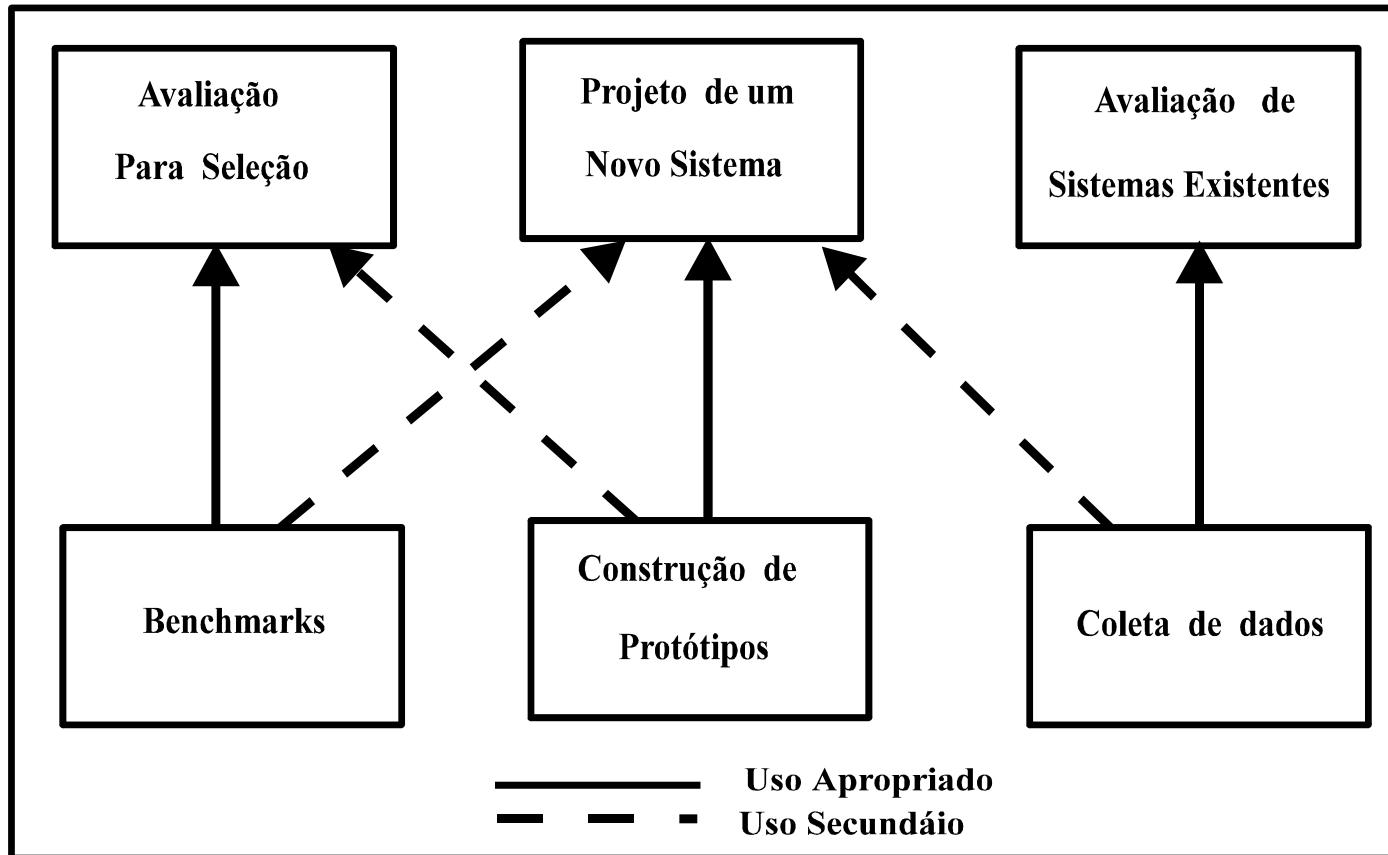 Avaliação
Para Seleção
Projeto de um
Novo Sistema
Avaliação de
Sistemas Existentes
Benchmarks
Construção de
Protótipos
Coleta de dados
Uso Apropriado
Uso Secundáio